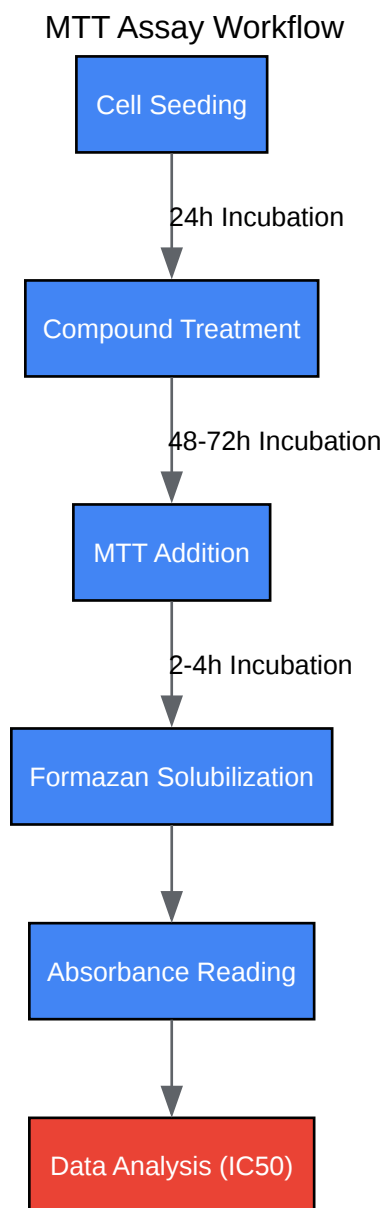 MTT Assay Workflow
Cell Seeding
24h Incubation
Compound Treatment
48-72h Incubation
MTT Addition
2-4h Incubation
Formazan Solubilization
Absorbance Reading
Data Analysis (IC50)